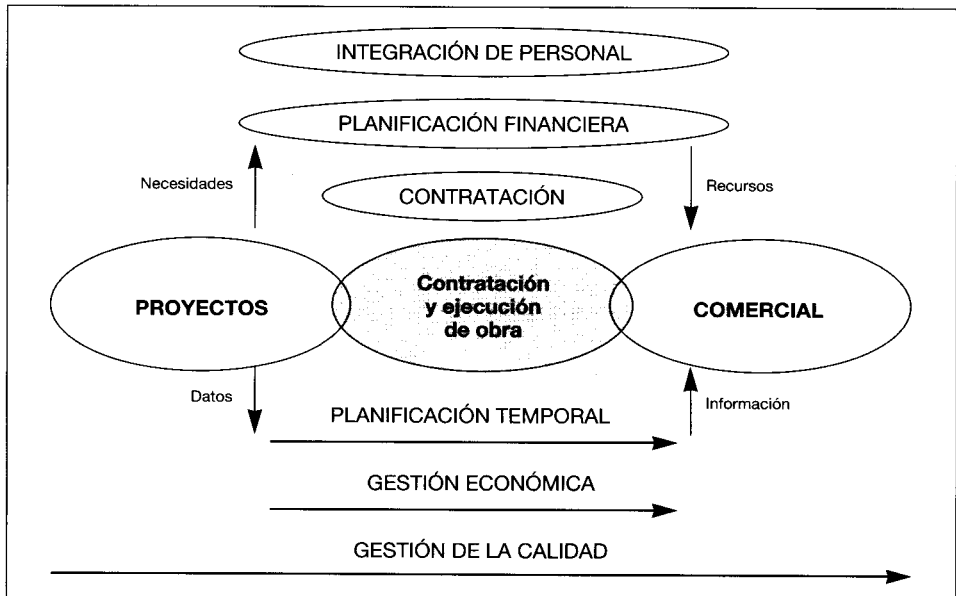 INTEGRACIÓN DE PERSONAL
PLANIFICACIÓN FINANCIERA
Necesidades
CONTRATACIÓN
Recursos
PROYECTOS
Contratación
y ejecución
de obra
COMERCIAL
Datos
PLANIFICACIÓN TEMPORAL
Información
GESTIÓN ECONÓMICA
GESTIÓN DE LA CALIDAD